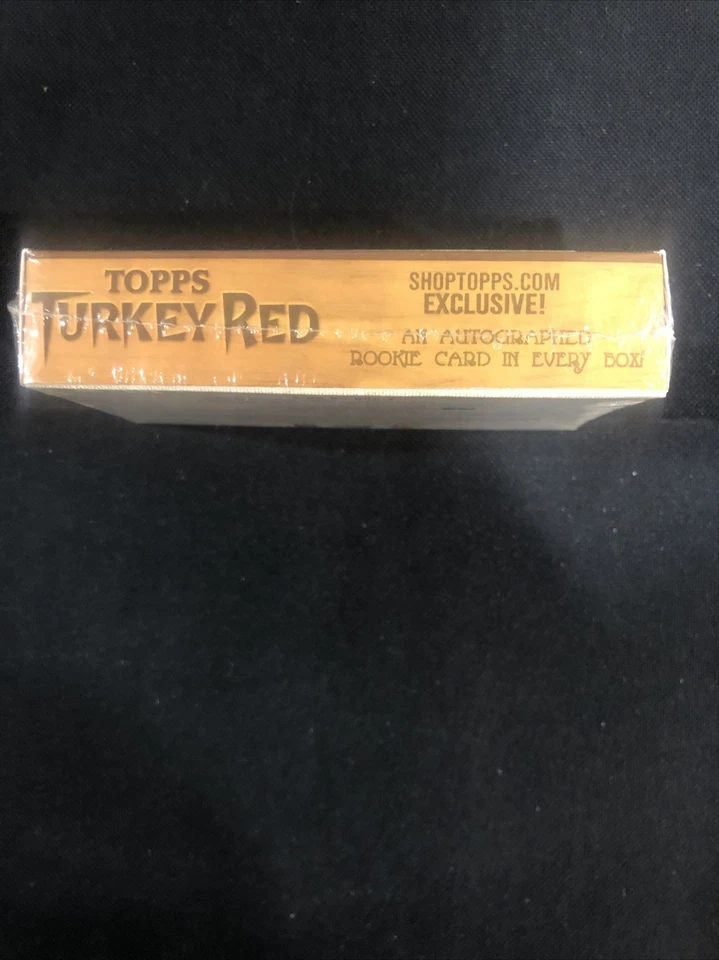 TOPPS
TURKEY RED
SHOPTOPPS.COM
EXCLUSIVE!
AN AUTOGRAPHED
ROOKIE CARD IN EVERY BOX!